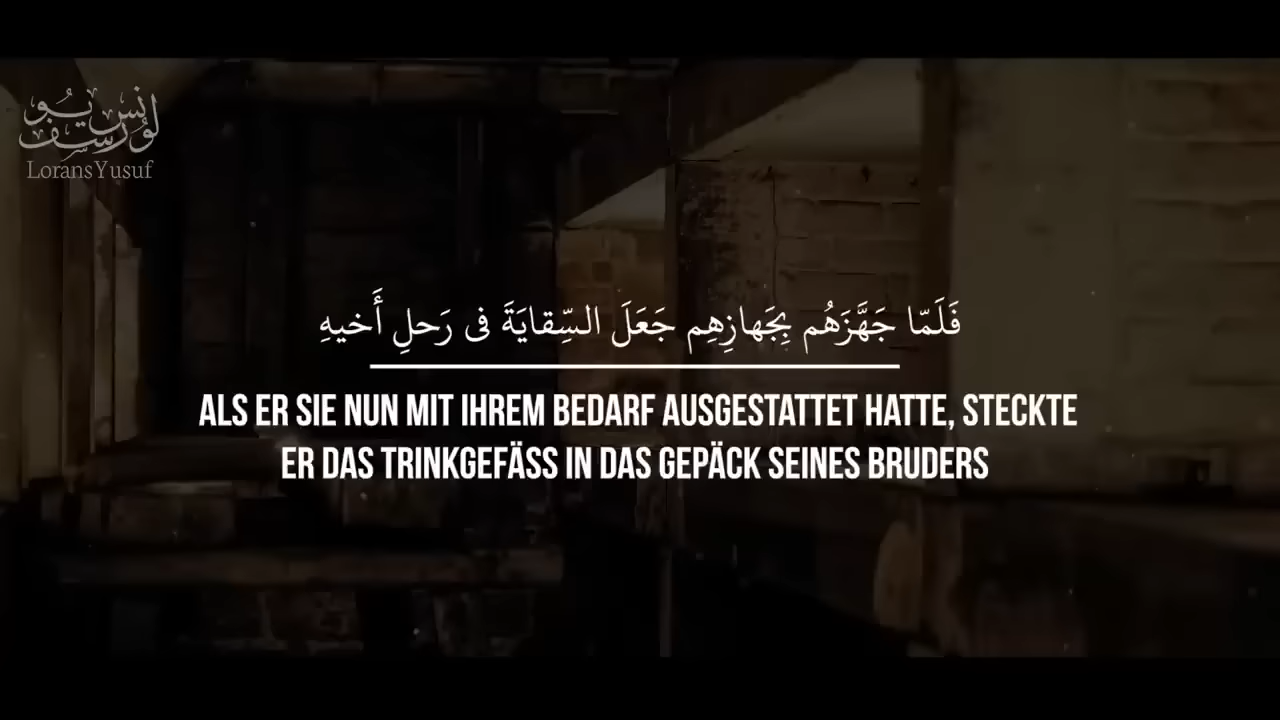 لورنس يوسف
LoransYusuf
فَلَمّا جَهَّزَهُم بِجَهازِهِم جَعَلَ السِّقايَةَ فى رَحلِ أَخيهِ
ALS ER SIE NUN MIT IHREM BEDARF AUSGESTATTET HATTE, STECKTE
ER DAS TRINKGEFÄSS IN DAS GEPÄCK SEINES BRUDERS